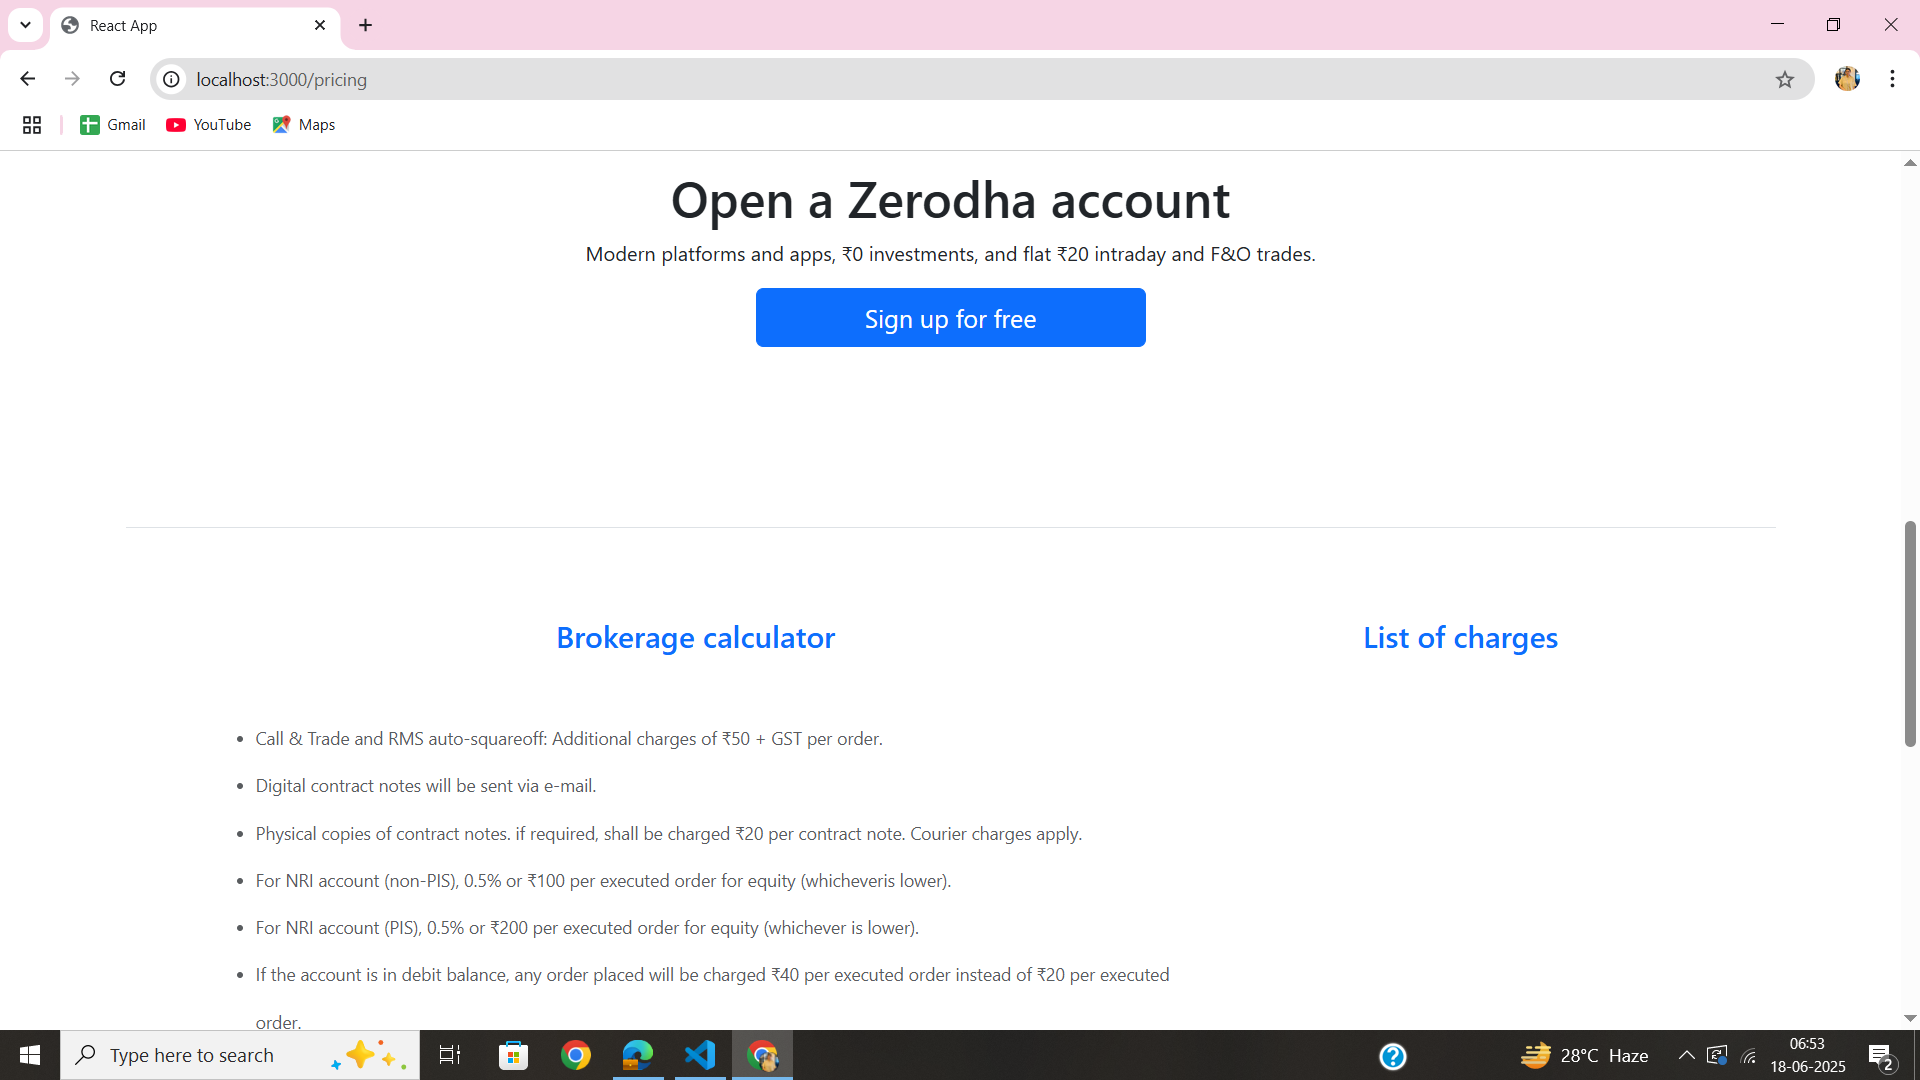 React App
localhost:3000/pricing
Gmail
YouTube
Maps
Open a Zerodha account
Modern platforms and apps, ₹0 investments, and flat ₹20 intraday and F&O trades.
Sign up for free
Brokerage calculator
List of charges
• Call & Trade and RMS auto-squareoff: Additional charges of ₹50 + GST per order.
• Digital contract notes will be sent via e-mail.
• Physical copies of contract notes. if required, shall be charged ₹20 per contract note. Courier charges apply.
• For NRI account (non-PIS), 0.5% or ₹100 per executed order for equity (whicheveris lower).
• For NRI account (PIS), 0.5% or ₹200 per executed order for equity (whichever is lower).
• If the account is in debit balance, any order placed will be charged ₹40 per executed order instead of ₹20 per executed
order.
Type here to search
28°C Haze
06:53
18-06-2025
2